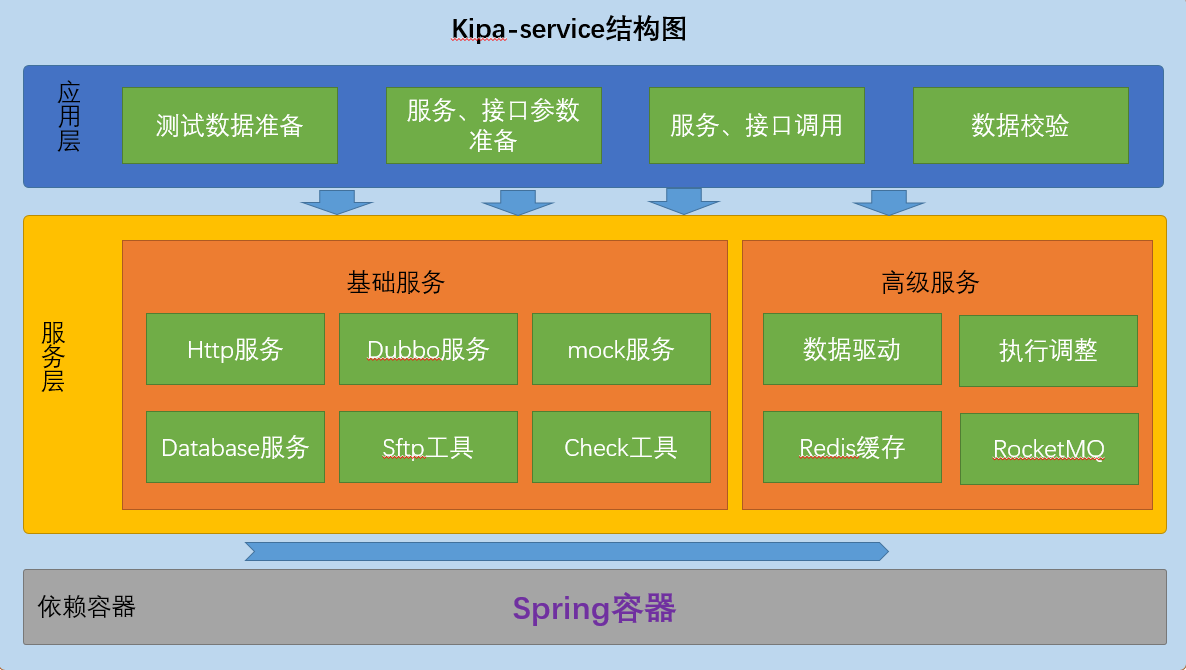 Kipa-service结构图
应用层
测试数据准备
服务、接口参数
准备
服务、接口调用
数据校验
服务层
基础服务
高级服务
Http服务
Dubbo服务
mock服务
数据驱动
执行调整
Database服务
Sftp工具
Check工具
Redis缓存
RocketMQ
依赖容器
Spring容器